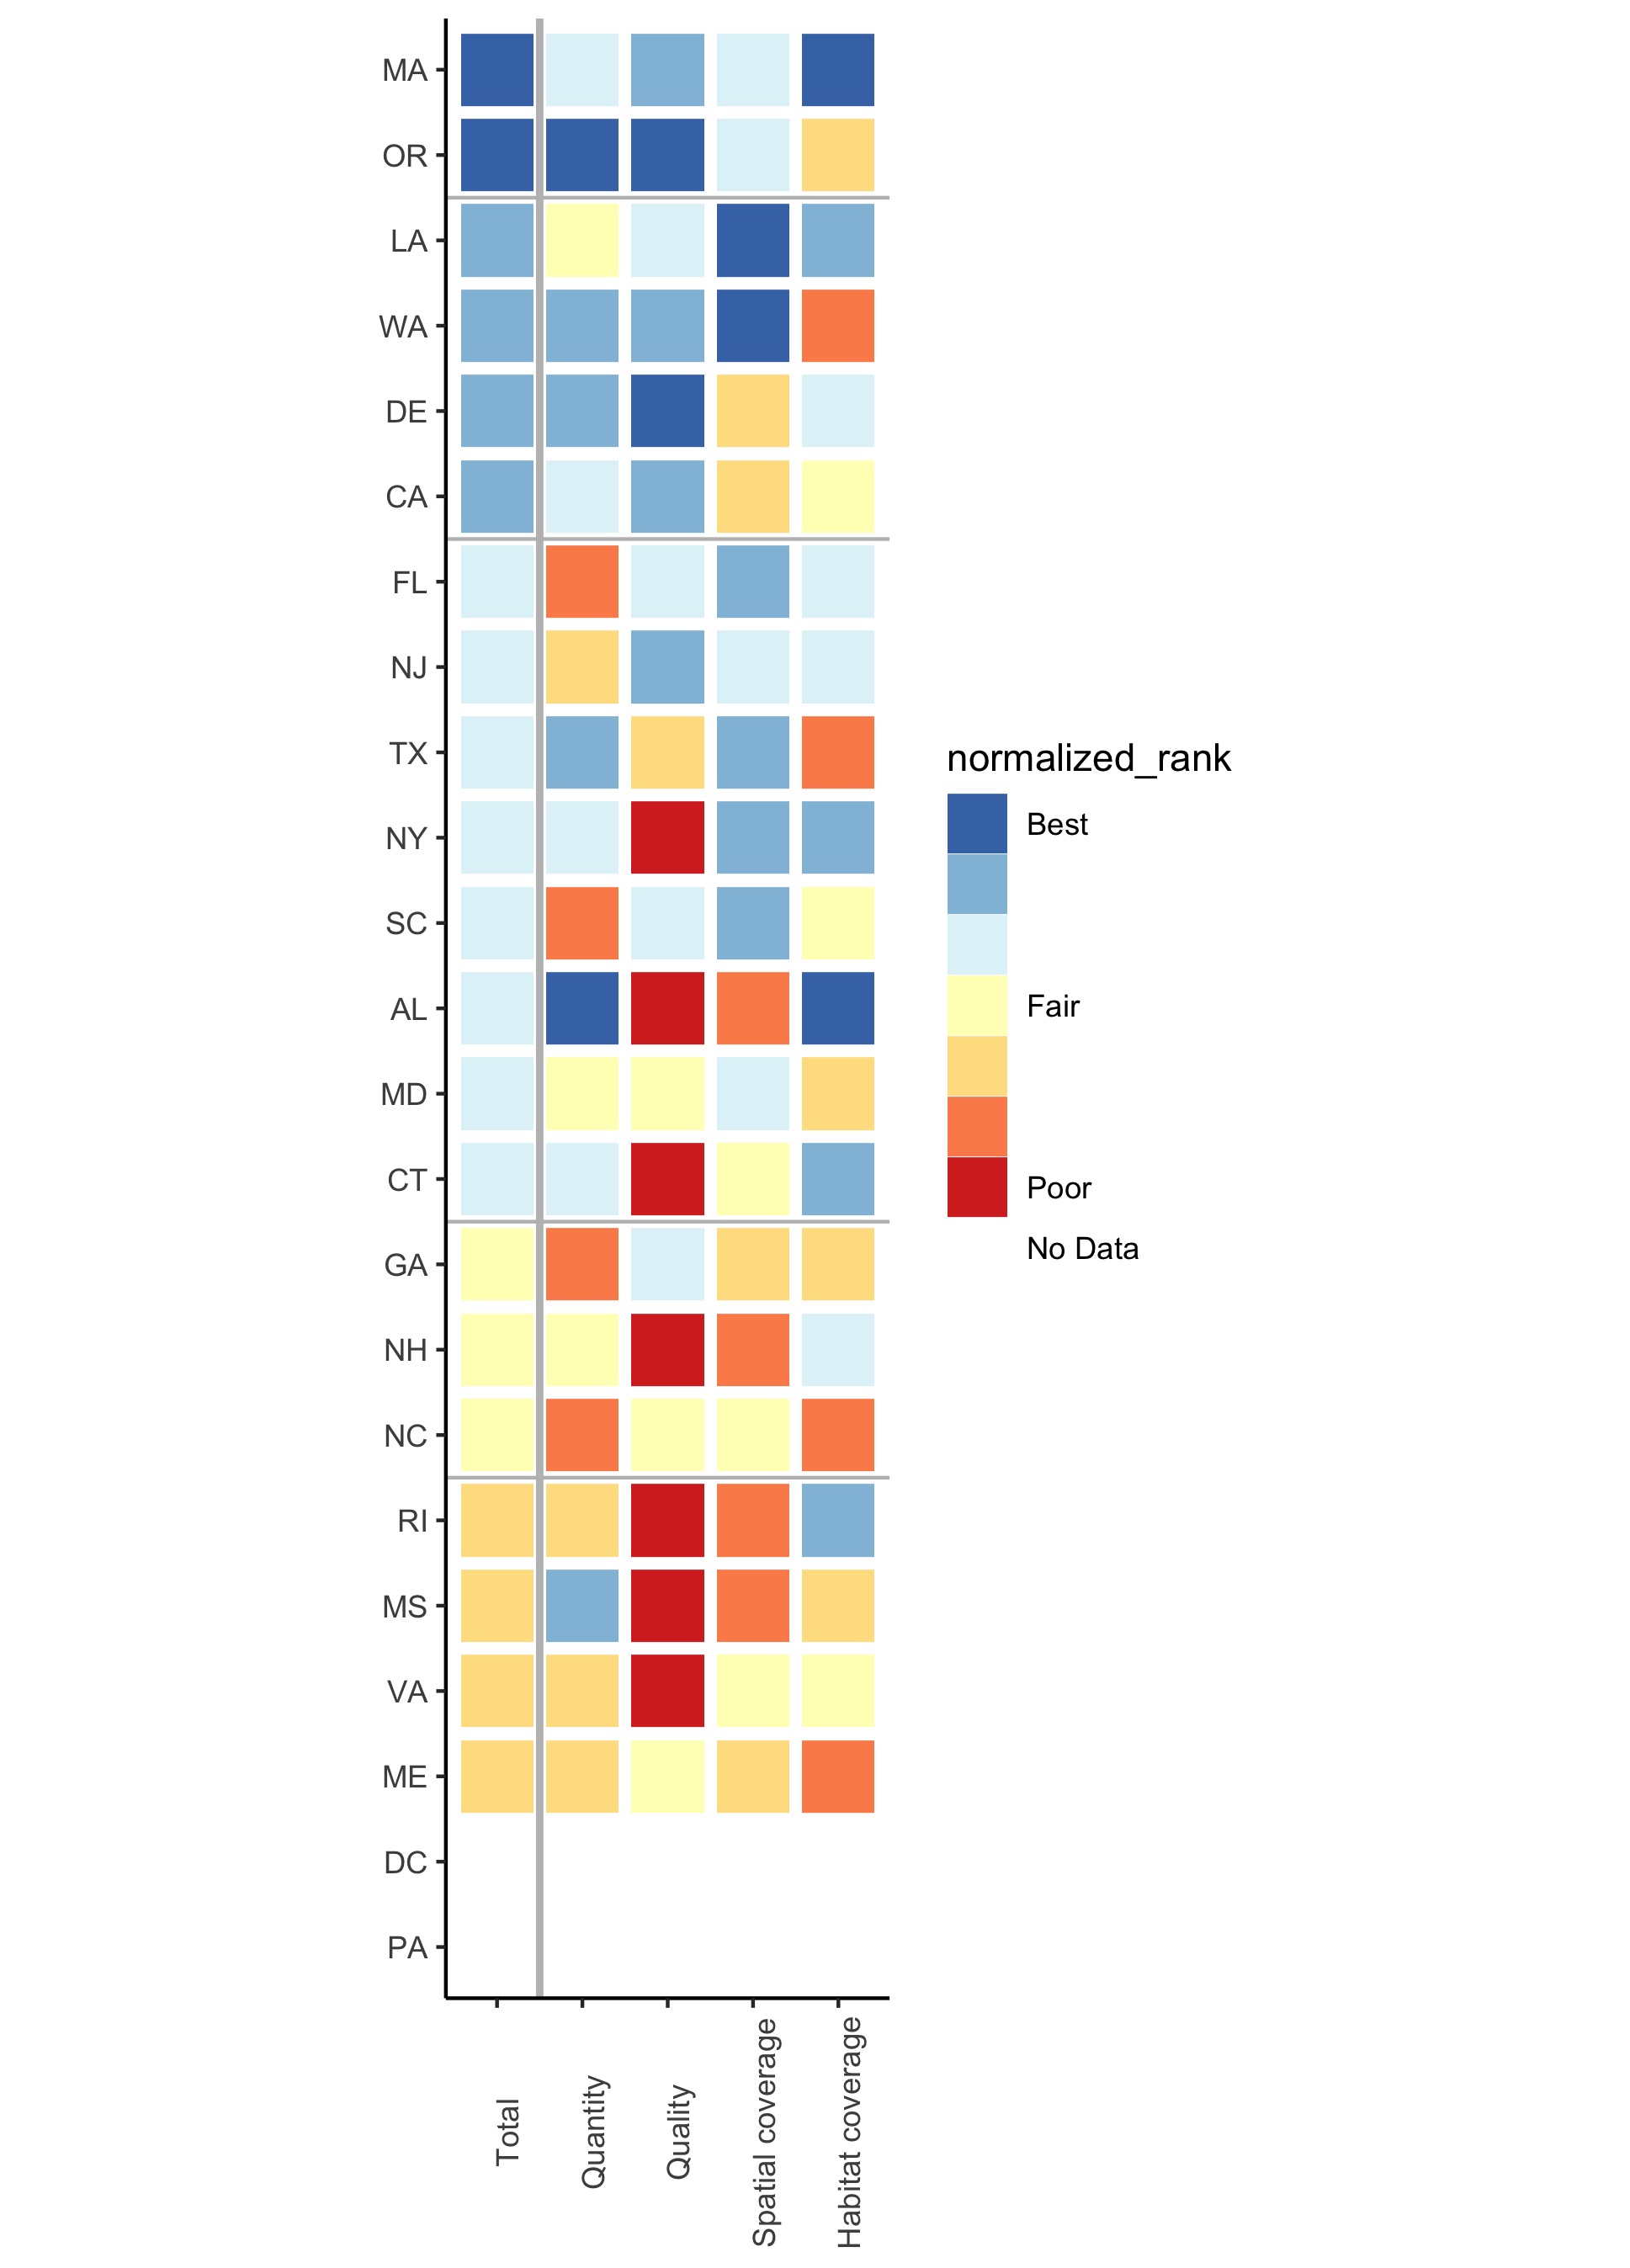 MA
OR
LA
WA
DE
CA
FL
NJ
TX
NY
SC
AL
MD
CT
GA
NH
NC
RI
MS
VA
ME
DC
PA
Total
Quantity
Quality
Spatial coverage
Habitat coverage
normalized_rank
Best
Fair
Poor
No Data